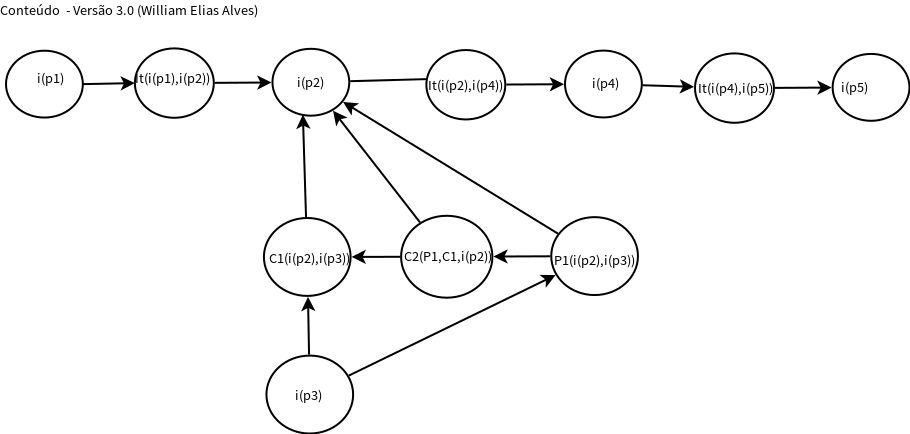 Conteúdo - Versão 3.0 (William Elias Alves)
i(p1)
It(i(p1),i(p2))
i(p2)
It(i(p2),i(p4))
i(p4)
It(i(p4),i(p5))
i(p5)
C1(i(p2),i(p3))
C2(P1,C1,i(p2))
P1(i(p2),i(p3))
i(p3)